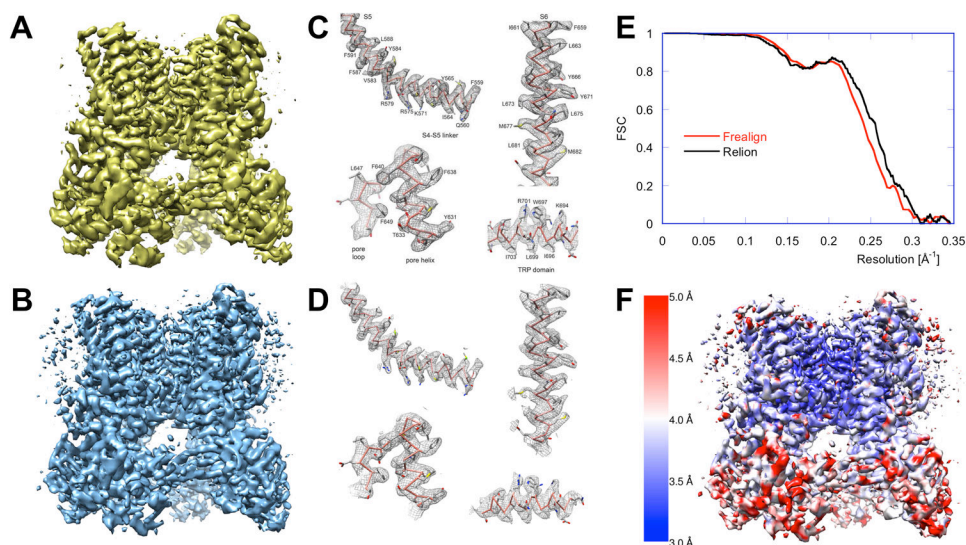 A
B
C
S5
L588
Y584
F591
F587
V583
Y565
F559
R579
R575
K571
I564
Q560
S4-S5 linker
L647
F640
F638
F649
Y631
T633
pore
loop
pore helix
S6
I661
F659
L663
Y666
Y671
L673
L675
M677
L681
M682
R701
W697
K694
I703
L699
I696
TRP domain
D
E
1
0.8
0.6
0.4
0.2
0
FSC
Frealign
Relion
0
0.05
0.1
0.15
0.2
0.25
0.3
0.35
Resolution [Å⁻¹]
F
5.0 Å
4.5 Å
4.0 Å
3.5 Å
3.0 Å